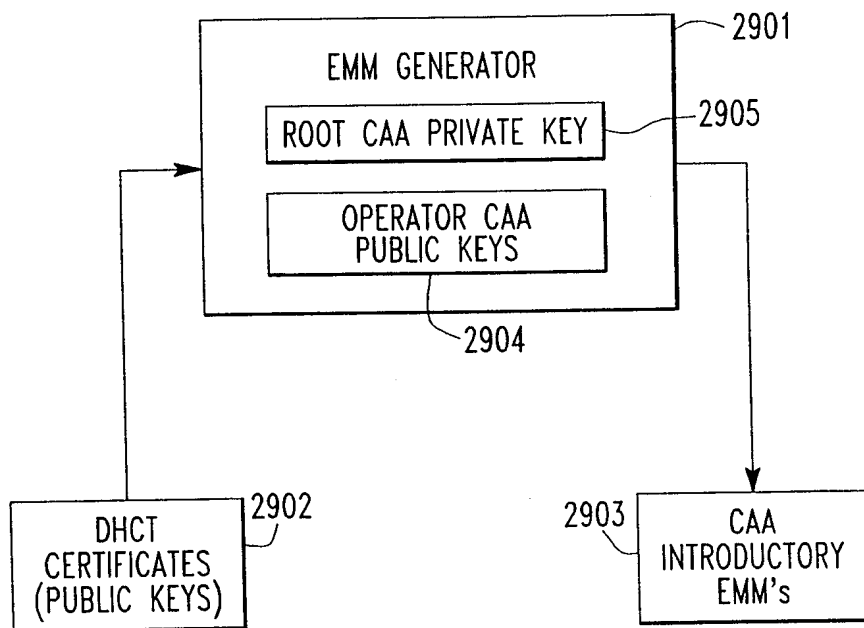 2901
EMM GENERATOR
ROOT CAA PRIVATE KEY
2905
OPERATOR CAA
PUBLIC KEYS
2904
DHCT
CERTIFICATES
(PUBLIC KEYS)
2902
2903
CAA
INTRODUCTORY
EMM's